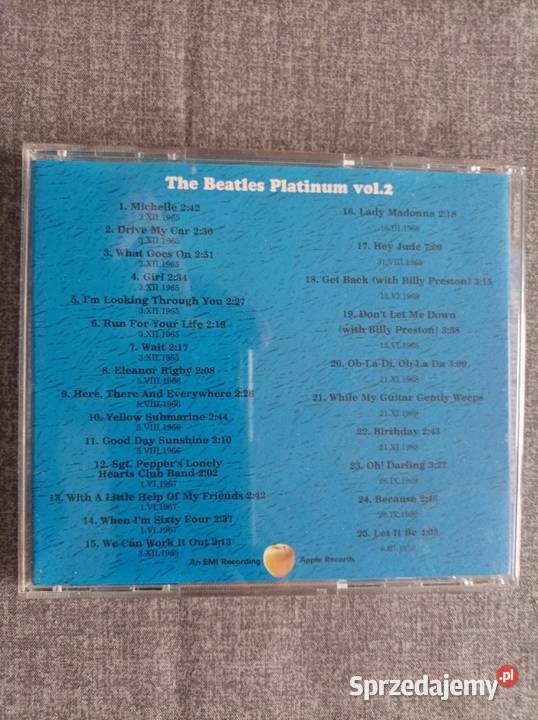 The Beatles Platinum vol.2
1. Michelle 2:42
3.XII.1965
2. Drive My Car 2:30
3.XII.1965
3. What Goes On 2:51
3.XII.1965
4. Girl 2:34
3.XII.1965
5. I'm Looking Through You 2:27
3.XII.1965
6. Run For Your Life 2:19
3.XII.1965
7. Wait 2:17
3.XII.1965
8. Eleanor Rigby 2:08
5.VIII.1966
9. Here, There And Everywhere 2:26
5.VIII.1966
10. Yellow Submarine 2:44
5.VIII.1966
11. Good Day Sunshine 2:10
5.VIII.1966
12. Sgt. Pepper's Lonely
Hearts Club Band 2:02
1.VI.1967
13. With A Little Help Of My Friends 2:42
1.VI.1967
14. When I'm Sixty Four 2:37
1.VI.1967
15. We Can Work It Out 2:13
3.XII.1965
16. Lady Madonna 2:18
17. Hey Jude 7:09
18. Get Back (with Billy Preston) 3:15
19. Don't Let Me Down
(with Billy Preston) 3:38
20. Ob-La-Di, Ob-La Da 3:09
21. While My Guitar Gently Weeps
22. Birthday 2:43
23. Oh! Darling 3:27
24. Because 2:46
25. Let It Be 4:03
An EMI Recording
Apple Records
Sprzedajemy.pl